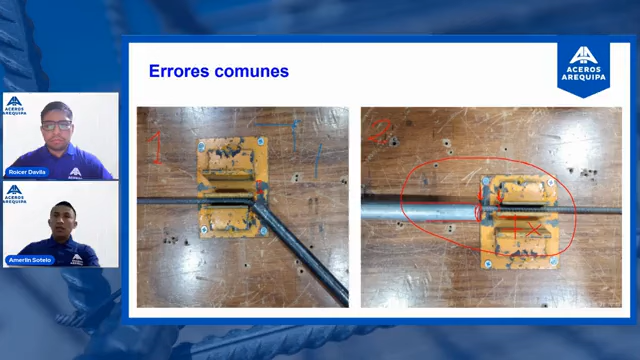 Errores comunes
ACEROS
AREQUIPA
ACEROS
AREQUIPA
Roicer Davila
ACEROS
AREQUIPA
Amerlin Sotelo
1
2